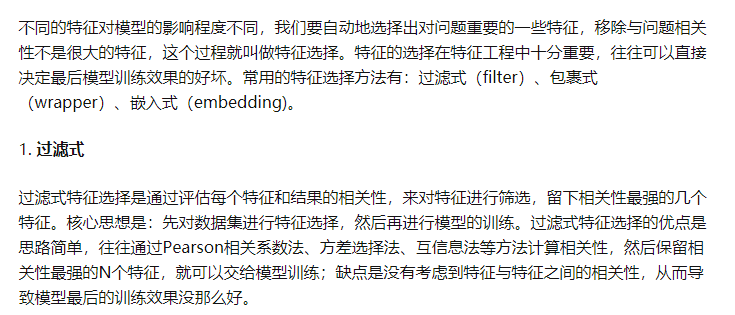 不同的特征对模型的影响程度不同，我们要自动地选择出对问题重要的一些特征，移除与问题相关
性不是很大的特征，这个过程就叫做特征选择。特征的选择在特征工程中十分重要，往往可以直接
决定最后模型训练效果的好坏。常用的特征选择方法有：过滤式（filter）、包裹式
（wrapper）、嵌入式（embedding)。
1. 过滤式
过滤式特征选择是通过评估每个特征和结果的相关性，来对特征进行筛选，留下相关性最强的几个
特征。核心思想是：先对数据集进行特征选择，然后再进行模型的训练。过滤式特征选择的优点是
思路简单，往往通过Pearson相关系数法、方差选择法、互信息法等方法计算相关性，然后保留相
关性最强的N个特征，就可以交给模型训练；缺点是没有考虑到特征与特征之间的相关性，从而导
致模型最后的训练效果没那么好。